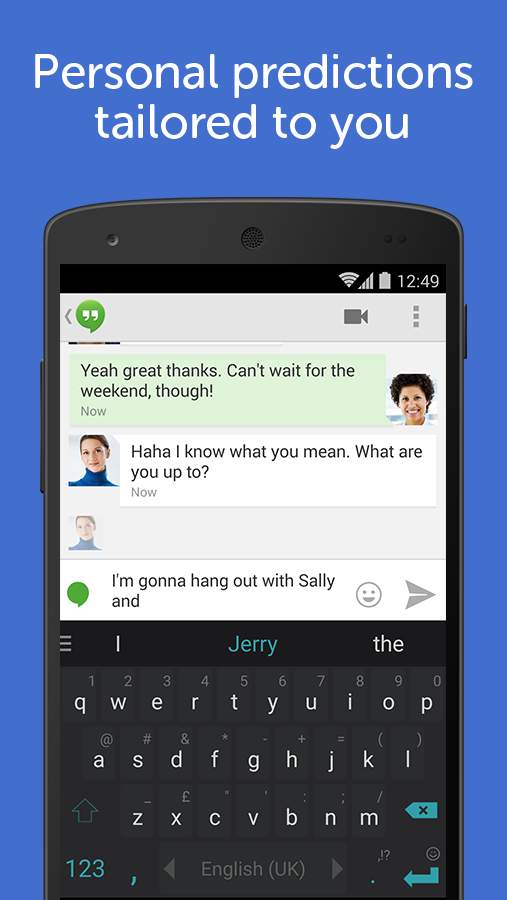 Personal predictions
tailored to you
12:49
Yeah great thanks. Can't wait for the
weekend, though!
Now
Haha I know what you mean. What are
you up to?
Now
I'm gonna hang out with Sally
and
I Jerry the
1 2 3 4 5 6 7 8 9 0
q w e r t y u i o p
@ # & * - + = ( )
a s d f g h j k l
_ £ " ' : ; /
z x c v b n m
,!?
123 , English (UK) .